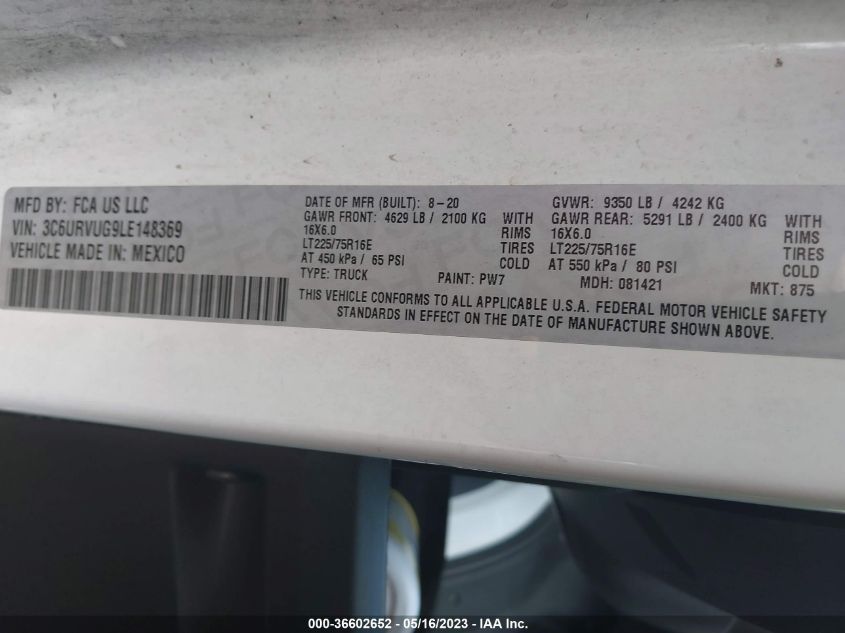 MFD BY: FCA US LLC
VIN: 3C6URVUG9LE148369
VEHICLE MADE IN: MEXICO
DATE OF MFR (BUILT): 8-20
GAWR FRONT: 4629 LB / 2100 KG WITH
16X6.0 RIMS
LT225/75R16E TIRES
AT 450 kPa / 65 PSI COLD
TYPE: TRUCK PAINT: PW7
GVWR: 9350 LB / 4242 KG
GAWR REAR: 5291 LB / 2400 KG WITH
16X6.0 RIMS
LT225/75R16E TIRES
AT 550 kPa / 80 PSI COLD
MDH: 081421 MKT: 875
THIS VEHICLE CONFORMS TO ALL APPLICABLE U.S.A. FEDERAL MOTOR VEHICLE SAFETY
STANDARDS IN EFFECT ON THE DATE OF MANUFACTURE SHOWN ABOVE.
000-36602652 - 05/16/2023 - IAA Inc.